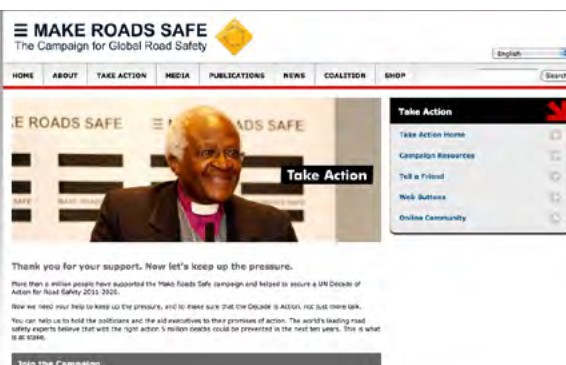 MAKE ROADS SAFE
The Campaign for Global Road Safety
English
HOME ABOUT TAKE ACTION MEDIA PUBLICATIONS NEWS COALITION SHOP
Search
E ROADS SAFE
ADS SAFE
Take Action
Take Action
Take Action Home
Campaign Resources
Tell a Friend
Web Buttons
Online Community
Thank you for your support. Now let's keep up the pressure.
More than a million people have supported the Make Roads Safe campaign and helped to secure a UN Decade of
Action for Road Safety 2011-2020.
Now we need your help to keep up the pressure, and to make sure that the Decade is Action, not just more talk.
You can help us to hold the politicians and the aid executives to their promises of action. The world's leading road
safety experts believe that with the right action 5 million deaths could be prevented in the next ten years. This is what
is at stake.
Join the Campaign